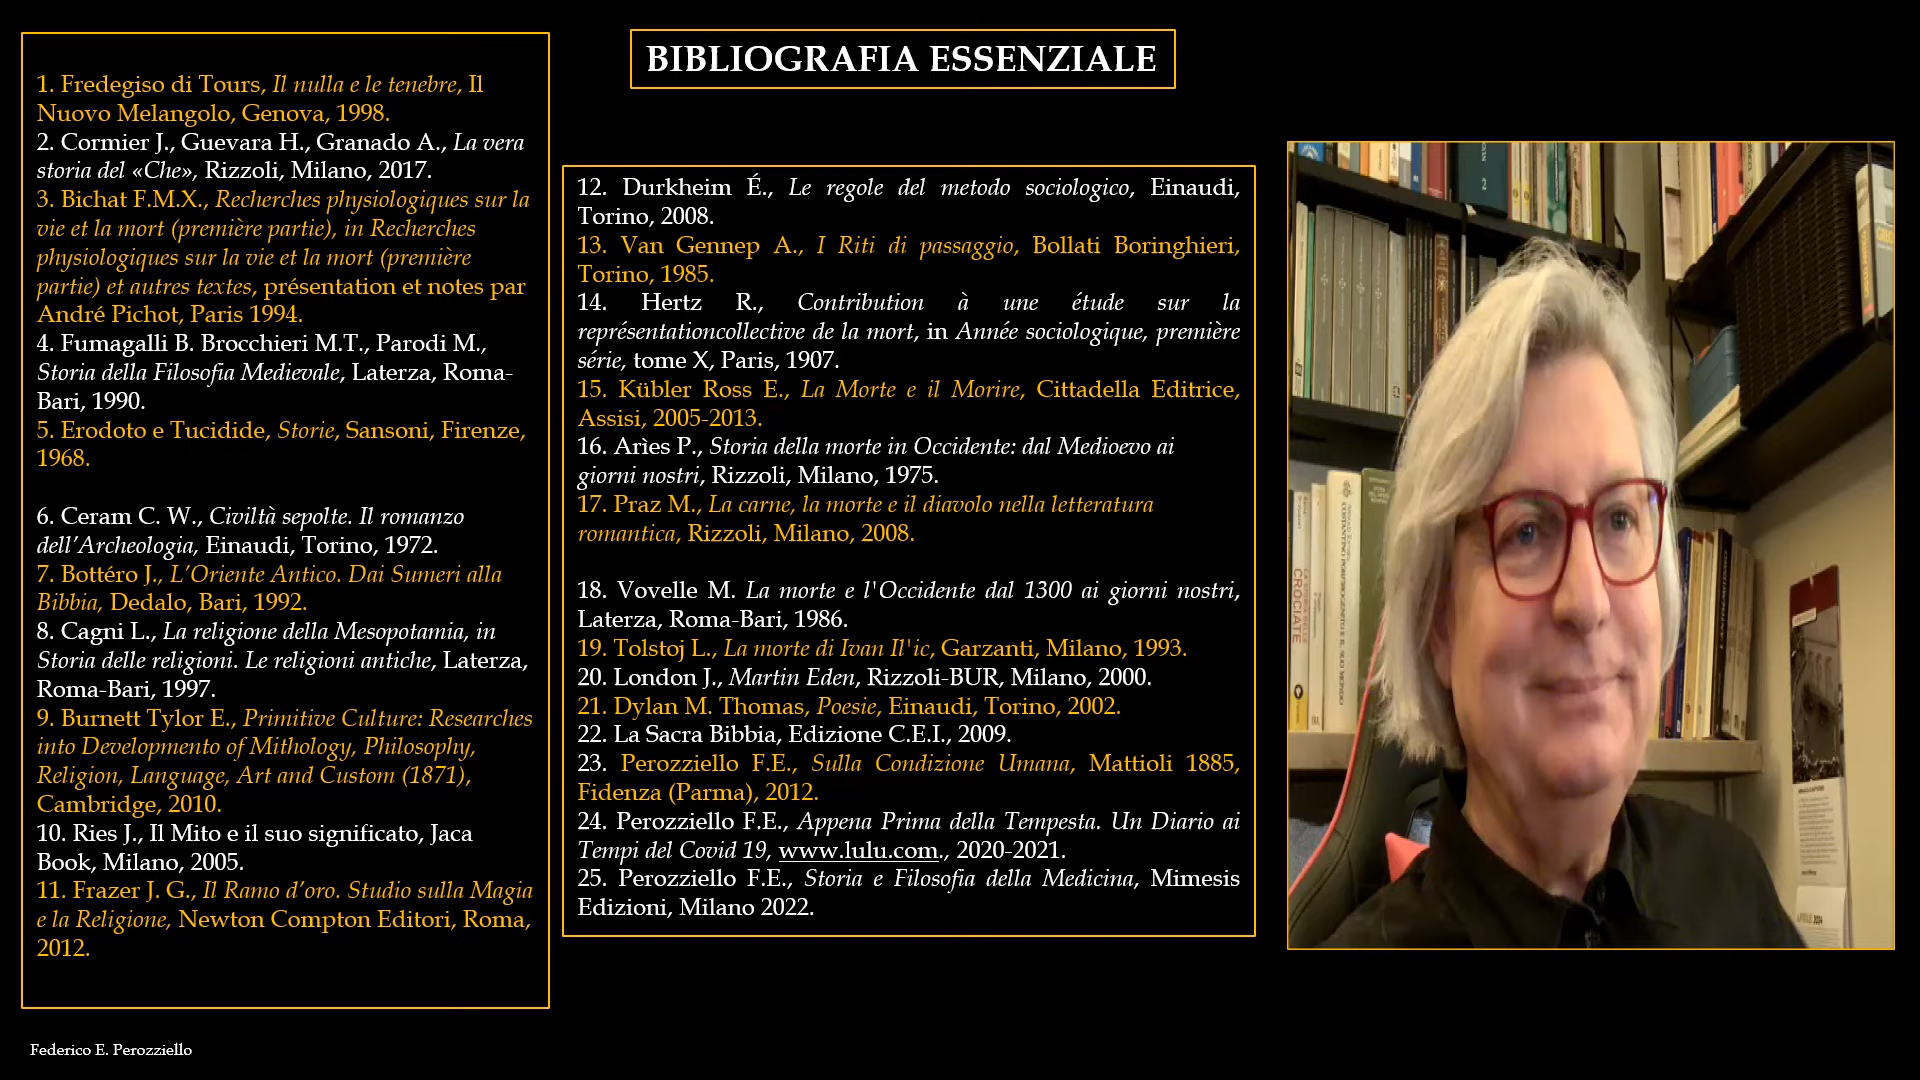 BIBLIOGRAFIA ESSENZIALE
1. Fredegiso di Tours, Il nulla e le tenebre, Il
Nuovo Melangolo, Genova, 1998.
2. Cormier J., Guevara H., Granado A., La vera
storia del «Che», Rizzoli, Milano, 2017.
3. Bichat F.M.X., Recherches physiologiques sur la
vie et la mort (première partie), in Recherches
physiologiques sur la vie et la mort (première
partie) et autres textes, présentation et notes par
André Pichot, Paris 1994.
4. Fumagalli B. Brocchieri M.T., Parodi M.,
Storia della Filosofia Medievale, Laterza, Roma-
Bari, 1990.
5. Erodoto e Tucidide, Storie, Sansoni, Firenze,
1968.
6. Ceram C. W., Civiltà sepolte. Il romanzo
dell’Archeologia, Einaudi, Torino, 1972.
7. Bottéro J., L’Oriente Antico. Dai Sumeri alla
Bibbia, Dedalo, Bari, 1992.
8. Cagni L., La religione della Mesopotamia, in
Storia delle religioni. Le religioni antiche, Laterza,
Roma-Bari, 1997.
9. Burnett Tylor E., Primitive Culture: Researches
into Developmento of Mithology, Philosophy,
Religion, Language, Art and Custom (1871),
Cambridge, 2010.
10. Ries J., Il Mito e il suo significato, Jaca
Book, Milano, 2005.
11. Frazer J. G., Il Ramo d’oro. Studio sulla Magia
e la Religione, Newton Compton Editori, Roma,
2012.
12. Durkheim É., Le regole del metodo sociologico, Einaudi,
Torino, 2008.
13. Van Gennep A., I Riti di passaggio, Bollati Boringhieri,
Torino, 1985.
14. Hertz R., Contribution à une étude sur la
représentationcollective de la mort, in Année sociologique, première
série, tome X, Paris, 1907.
15. Kübler Ross E., La Morte e il Morire, Cittadella Editrice,
Assisi, 2005-2013.
16. Arìes P., Storia della morte in Occidente: dal Medioevo ai
giorni nostri, Rizzoli, Milano, 1975.
17. Praz M., La carne, la morte e il diavolo nella letteratura
romantica, Rizzoli, Milano, 2008.
18. Vovelle M. La morte e l'Occidente dal 1300 ai giorni nostri,
Laterza, Roma-Bari, 1986.
19. Tolstoj L., La morte di Ivan Il'ic, Garzanti, Milano, 1993.
20. London J., Martin Eden, Rizzoli-BUR, Milano, 2000.
21. Dylan M. Thomas, Poesie, Einaudi, Torino, 2002.
22. La Sacra Bibbia, Edizione C.E.I., 2009.
23. Perozziello F.E., Sulla Condizione Umana, Mattioli 1885,
Fidenza (Parma), 2012.
24. Perozziello F.E., Appena Prima della Tempesta. Un Diario ai
Tempi del Covid 19, www.lulu.com., 2020-2021.
25. Perozziello F.E., Storia e Filosofia della Medicina, Mimesis
Edizioni, Milano 2022.
CROCIATE
Federico E. Perozziello